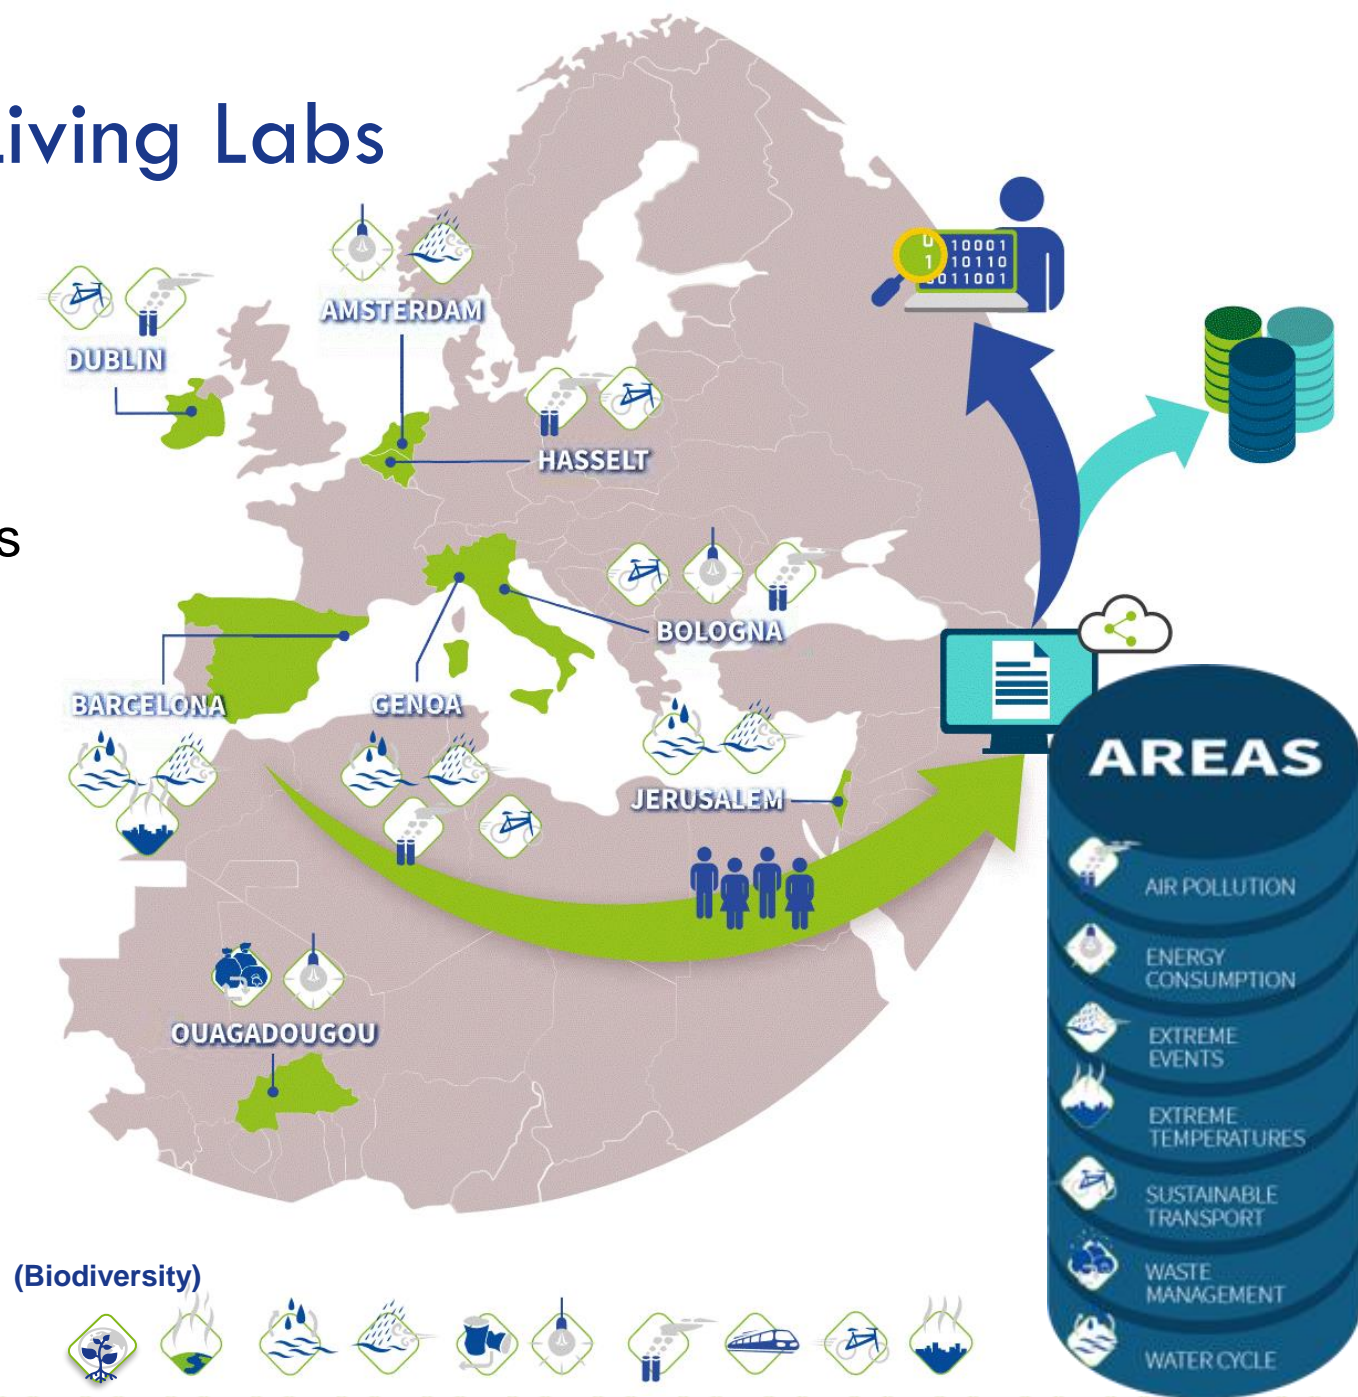 Living Labs
AMSTERDAM
DUBLIN
HASSELT
s
BOLOGNA
BARCELONA
GENOA
JERUSALEM
OUAGADOUGOU
10001
1 10110
011001
AREAS
AIR POLLUTION
ENERGY
CONSUMPTION
EXTREME
EVENTS
EXTREME
TEMPERATURES
SUSTAINABLE
TRANSPORT
WASTE
MANAGEMENT
WATER CYCLE
(Biodiversity)